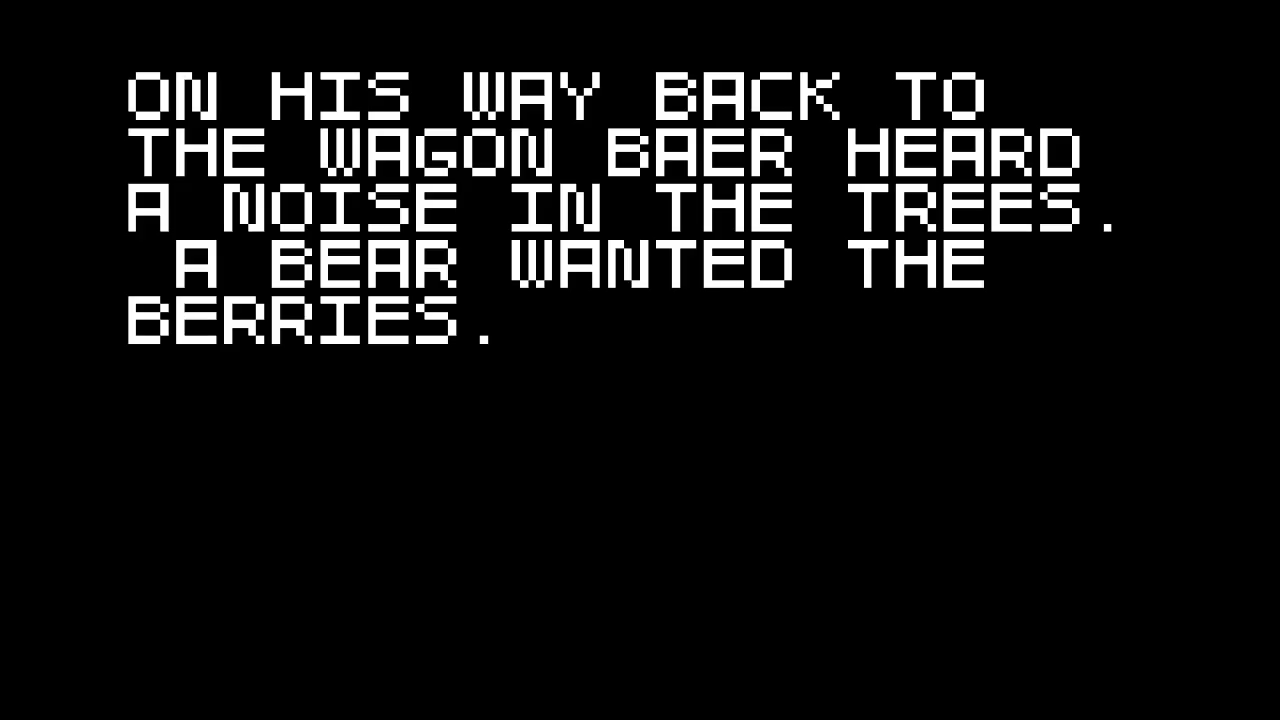 ON HIS WAY BACK TO
THE WAGON BAER HEARD
A NOISE IN THE TREES.
A BEAR WANTED THE
BERRIES.